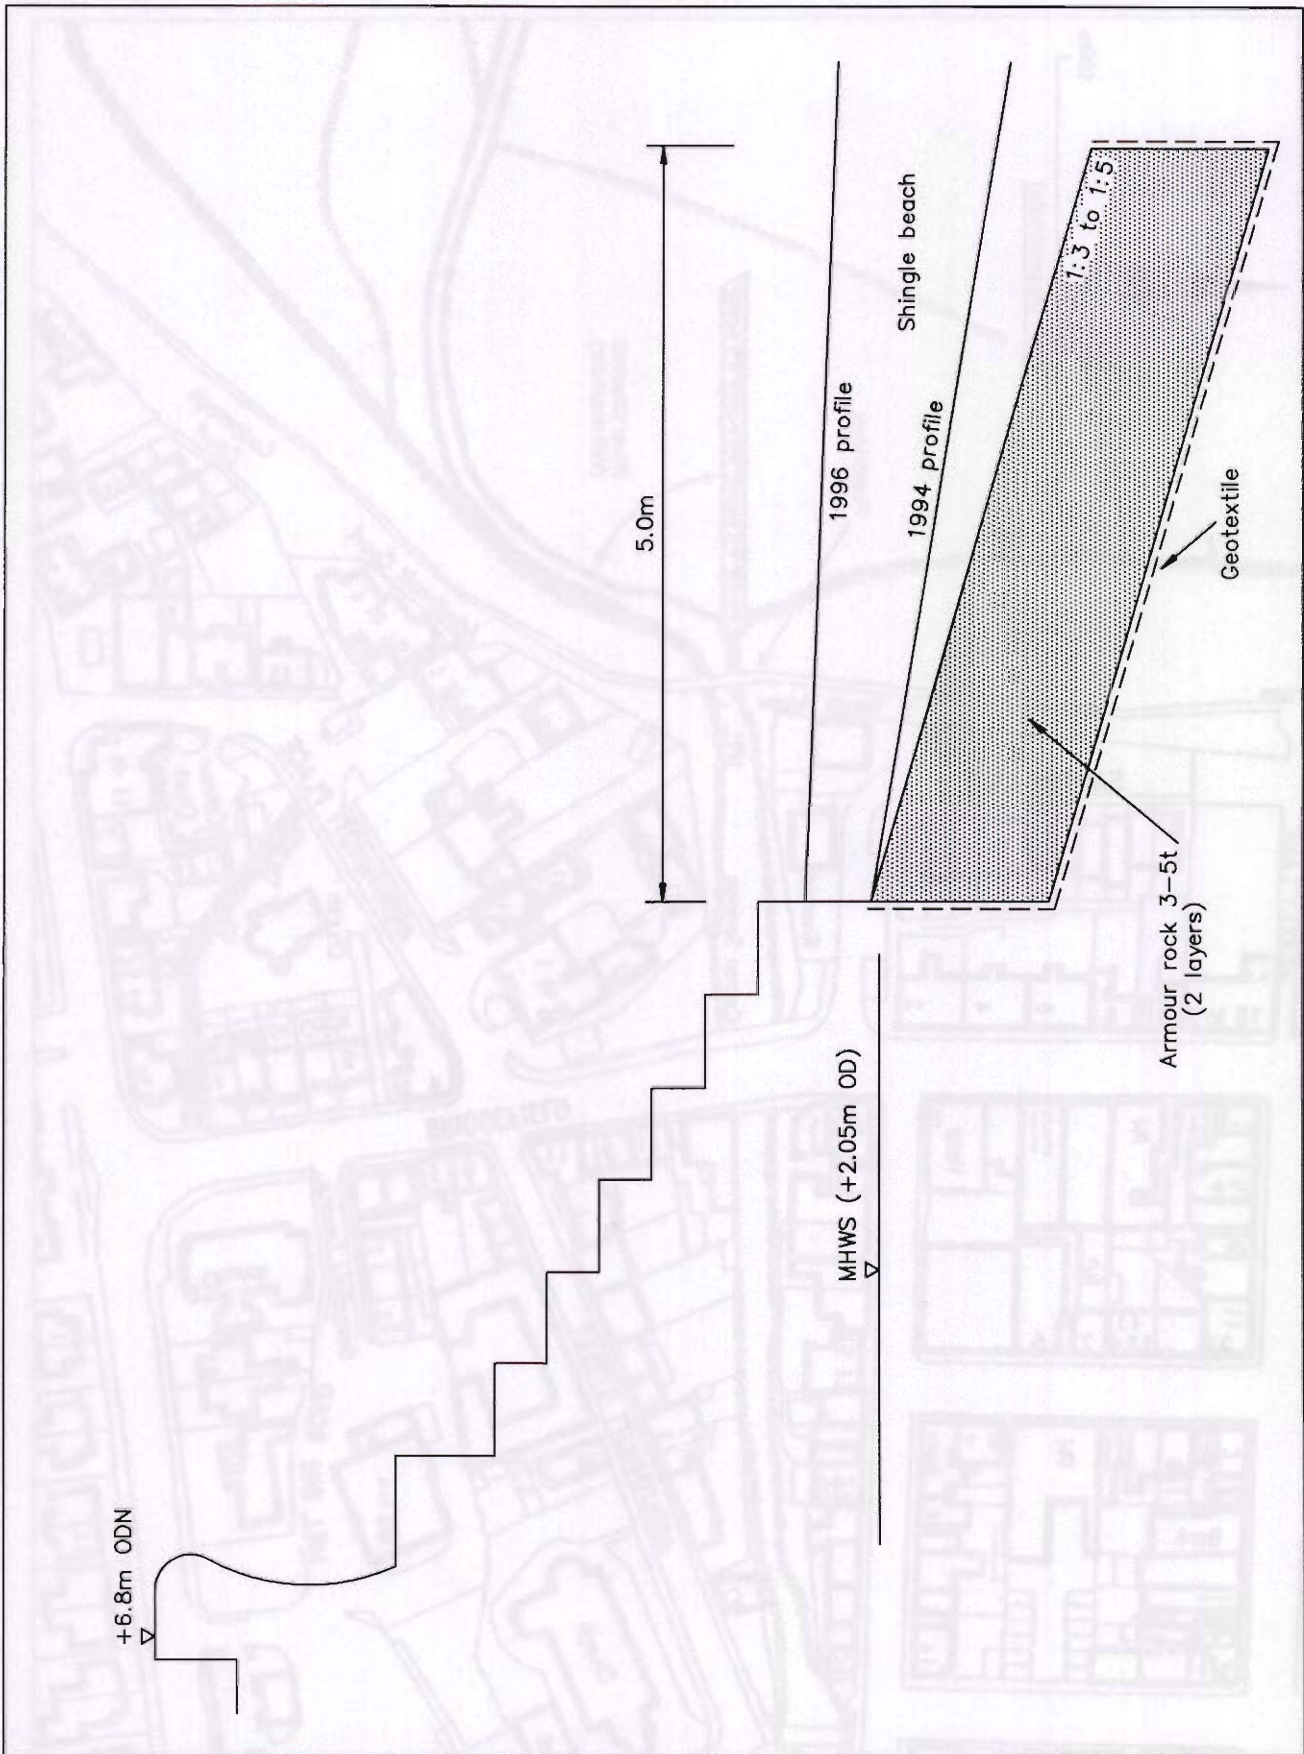 +6.8m ODN
MHWS (+2.05m OD)
5.0m
1996 profile
Shingle beach
1994 profile
1:3 to 1:5
Armour rock 3-5t
(2 layers)
Geotextile